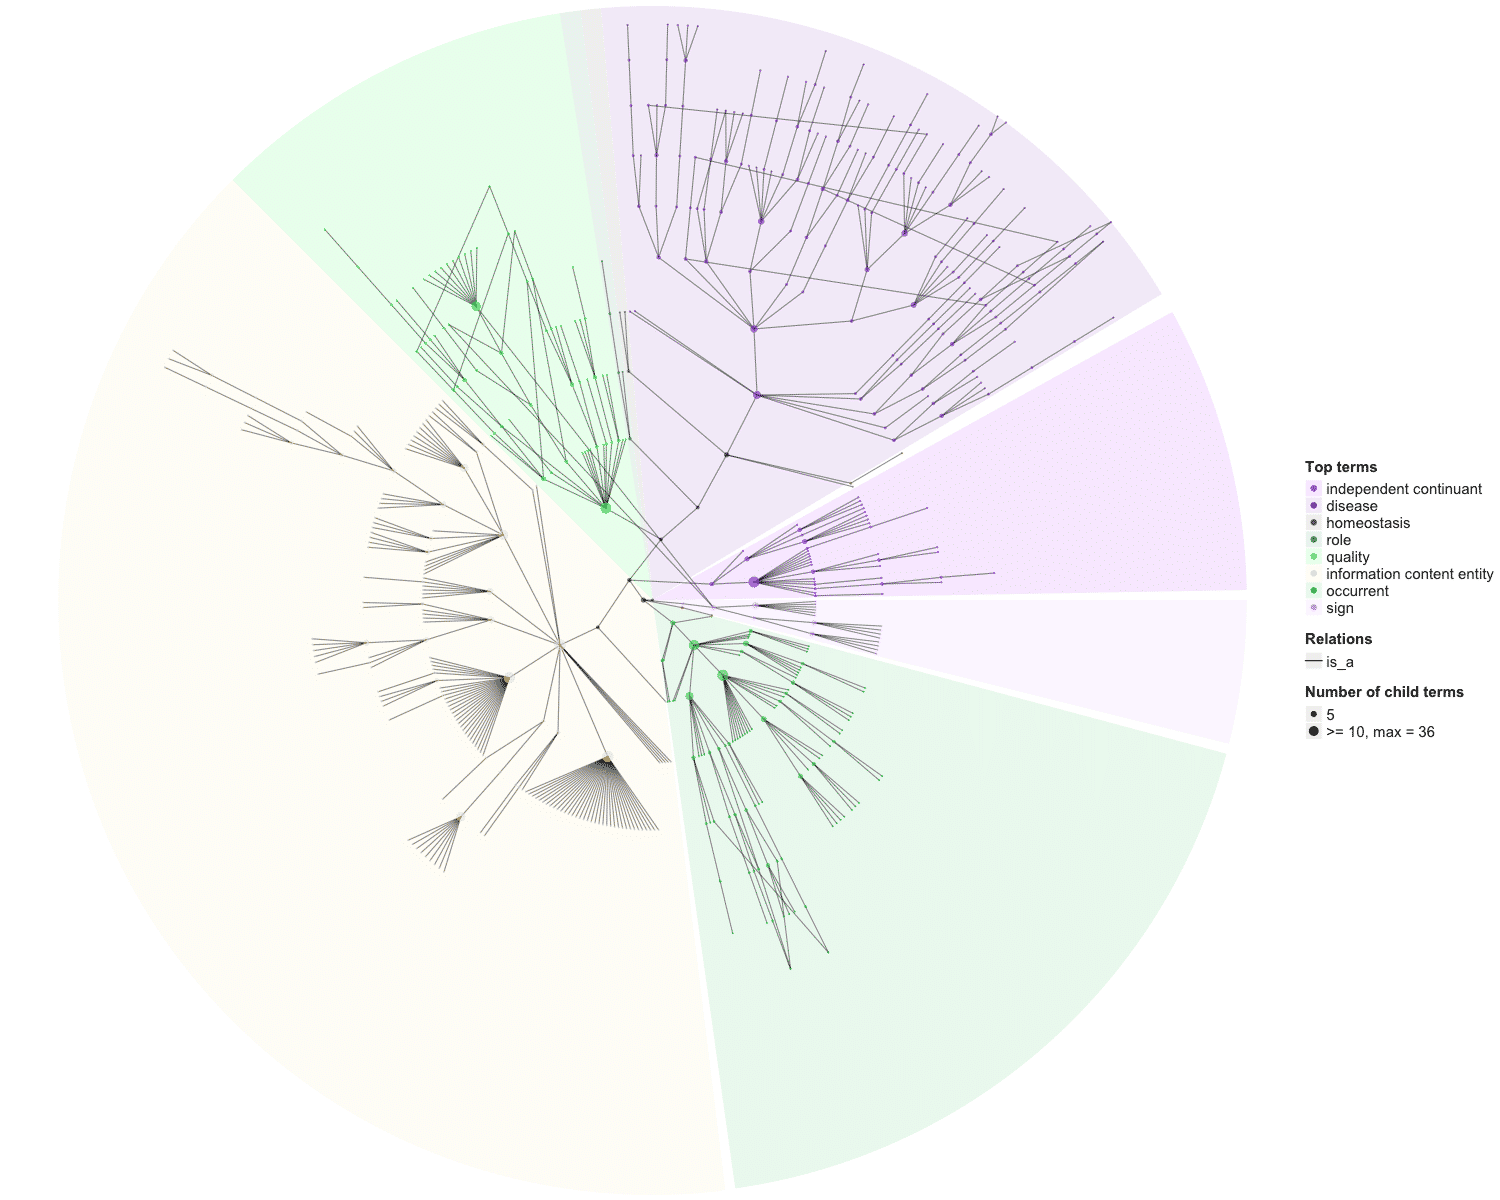 Top terms
independent continuant
disease
homeostasis
role
quality
information content entity
occurrent
sign
Relations
is_a
Number of child terms
5
>= 10, max = 36